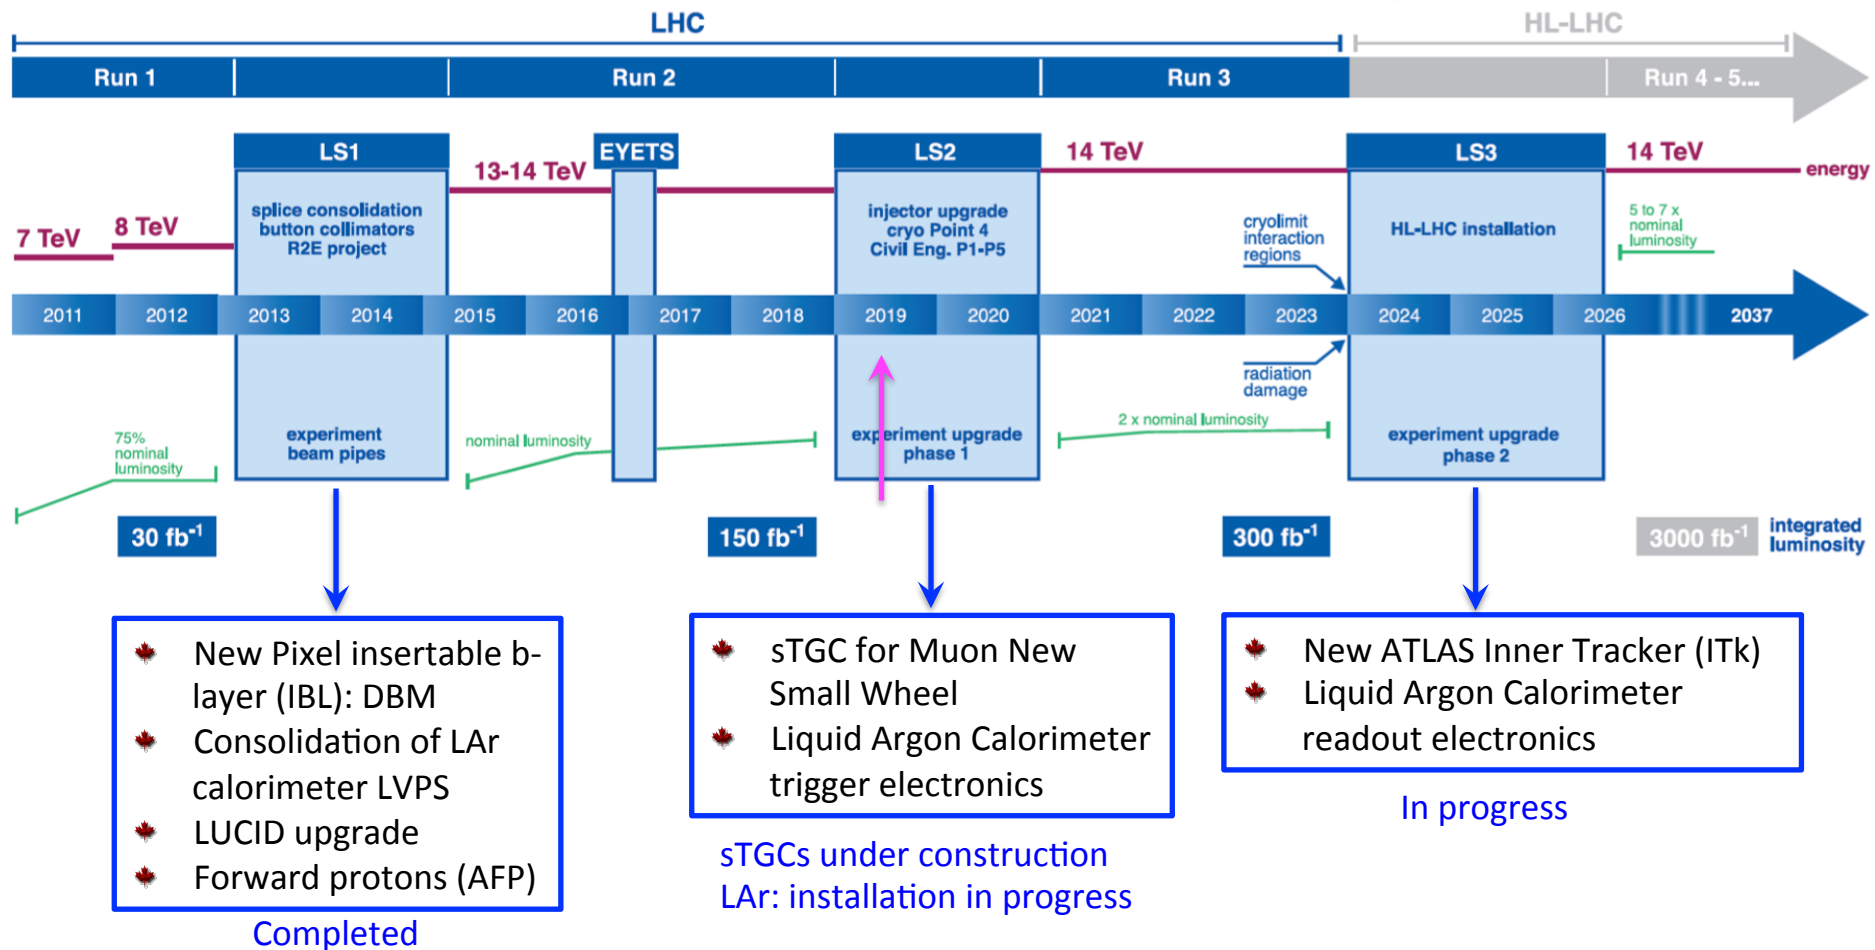 LHC
HL-LHC
Run 1
Run 2
Run 3
Run 4 - 5...
LS1
EYETS
LS2
LS3
13-14 TeV
14 TeV
14 TeV
energy
7 TeV
8 TeV
splice consolidation
button collimators
R2E project
injector upgrade
cryo Point 4
Civil Eng. P1-P5
cryolimit
interaction
regions
HL-LHC installation
5 to 7 x
nominal
luminosity
2011
2012
2013
2014
2015
2016
2017
2018
2019
2020
2021
2022
2023
2024
2025
2026
2037
radiation
damage
75%
nominal
luminosity
experiment
beam pipes
nominal luminosity
experiment upgrade
phase 1
2 x nominal luminosity
experiment upgrade
phase 2
30 fb⁻¹
150 fb⁻¹
300 fb⁻¹
3000 fb⁻¹
integrated
luminosity
New Pixel insertable b-
layer (IBL): DBM
Consolidation of LAr
calorimeter LVPS
LUCID upgrade
Forward protons (AFP)
Completed
sTGC for Muon New
Small Wheel
Liquid Argon Calorimeter
trigger electronics
sTGCs under construction
LAr: installation in progress
New ATLAS Inner Tracker (ITk)
Liquid Argon Calorimeter
readout electronics
In progress